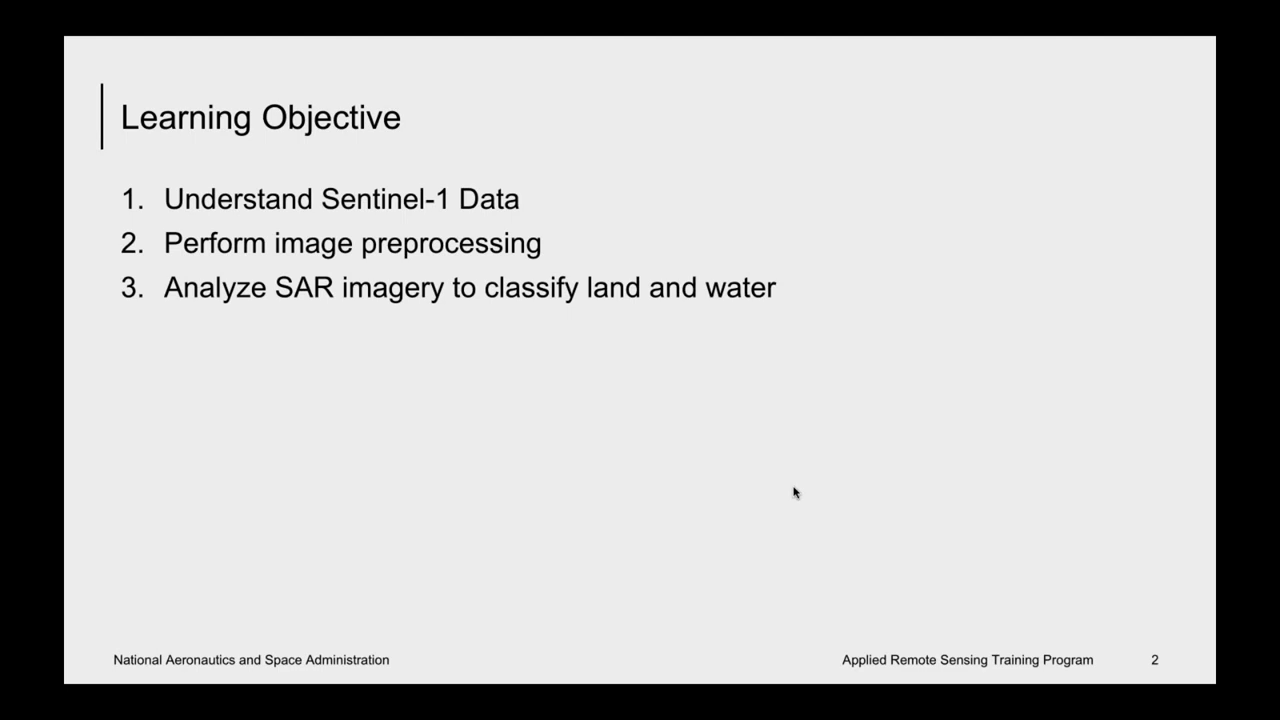 Learning Objective
1. Understand Sentinel-1 Data
2. Perform image preprocessing
3. Analyze SAR imagery to classify land and water
National Aeronautics and Space Administration
Applied Remote Sensing Training Program
2